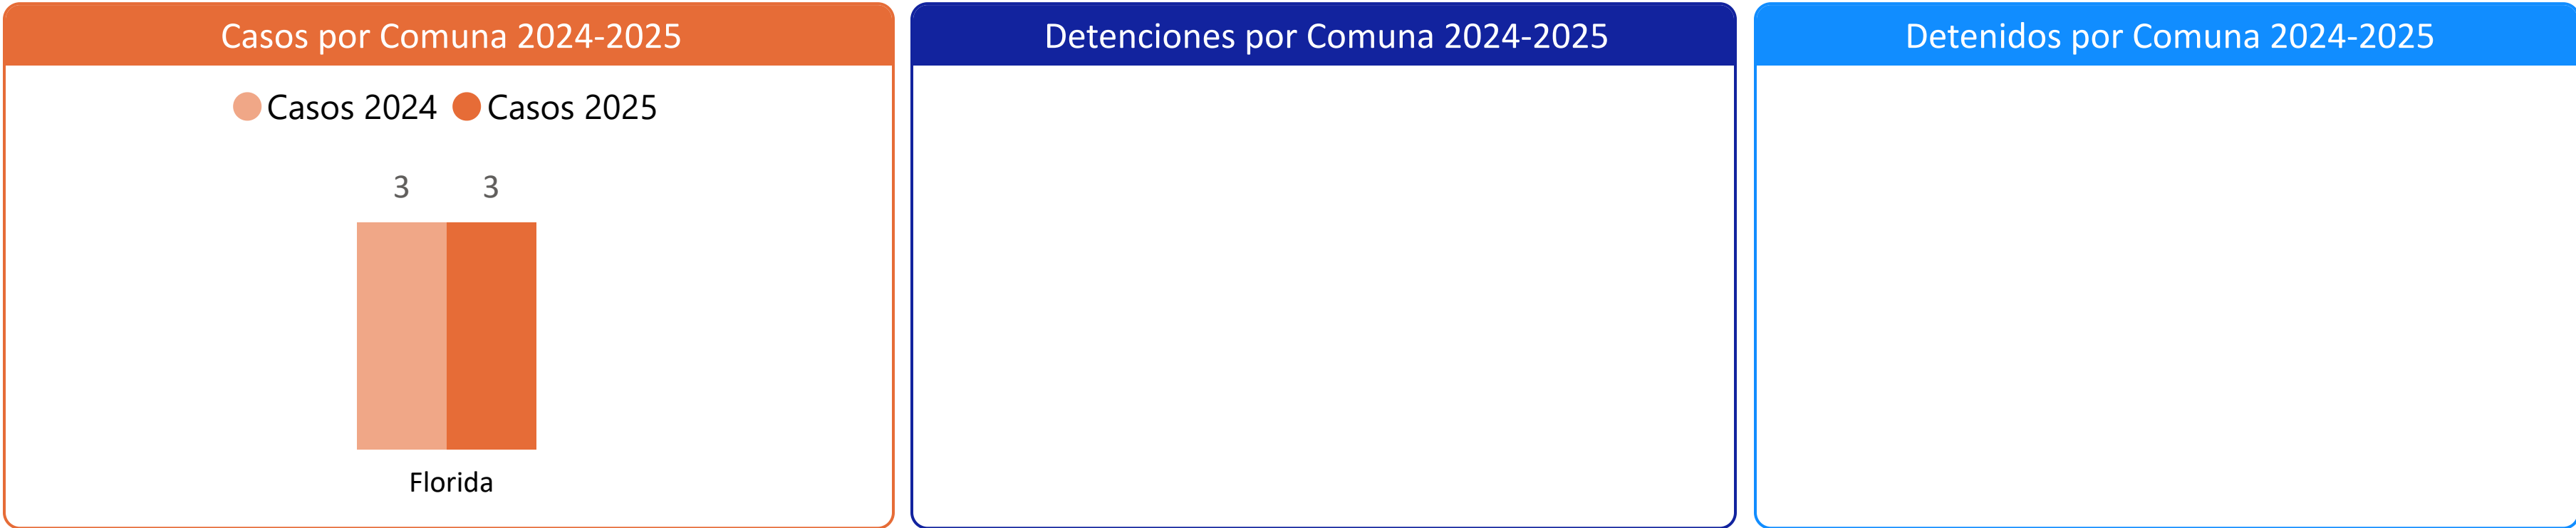 Casos por Comuna 2024-2025
Casos 2024 Casos 2025
3 3
Florida
Detenciones por Comuna 2024-2025
Detenidos por Comuna 2024-2025